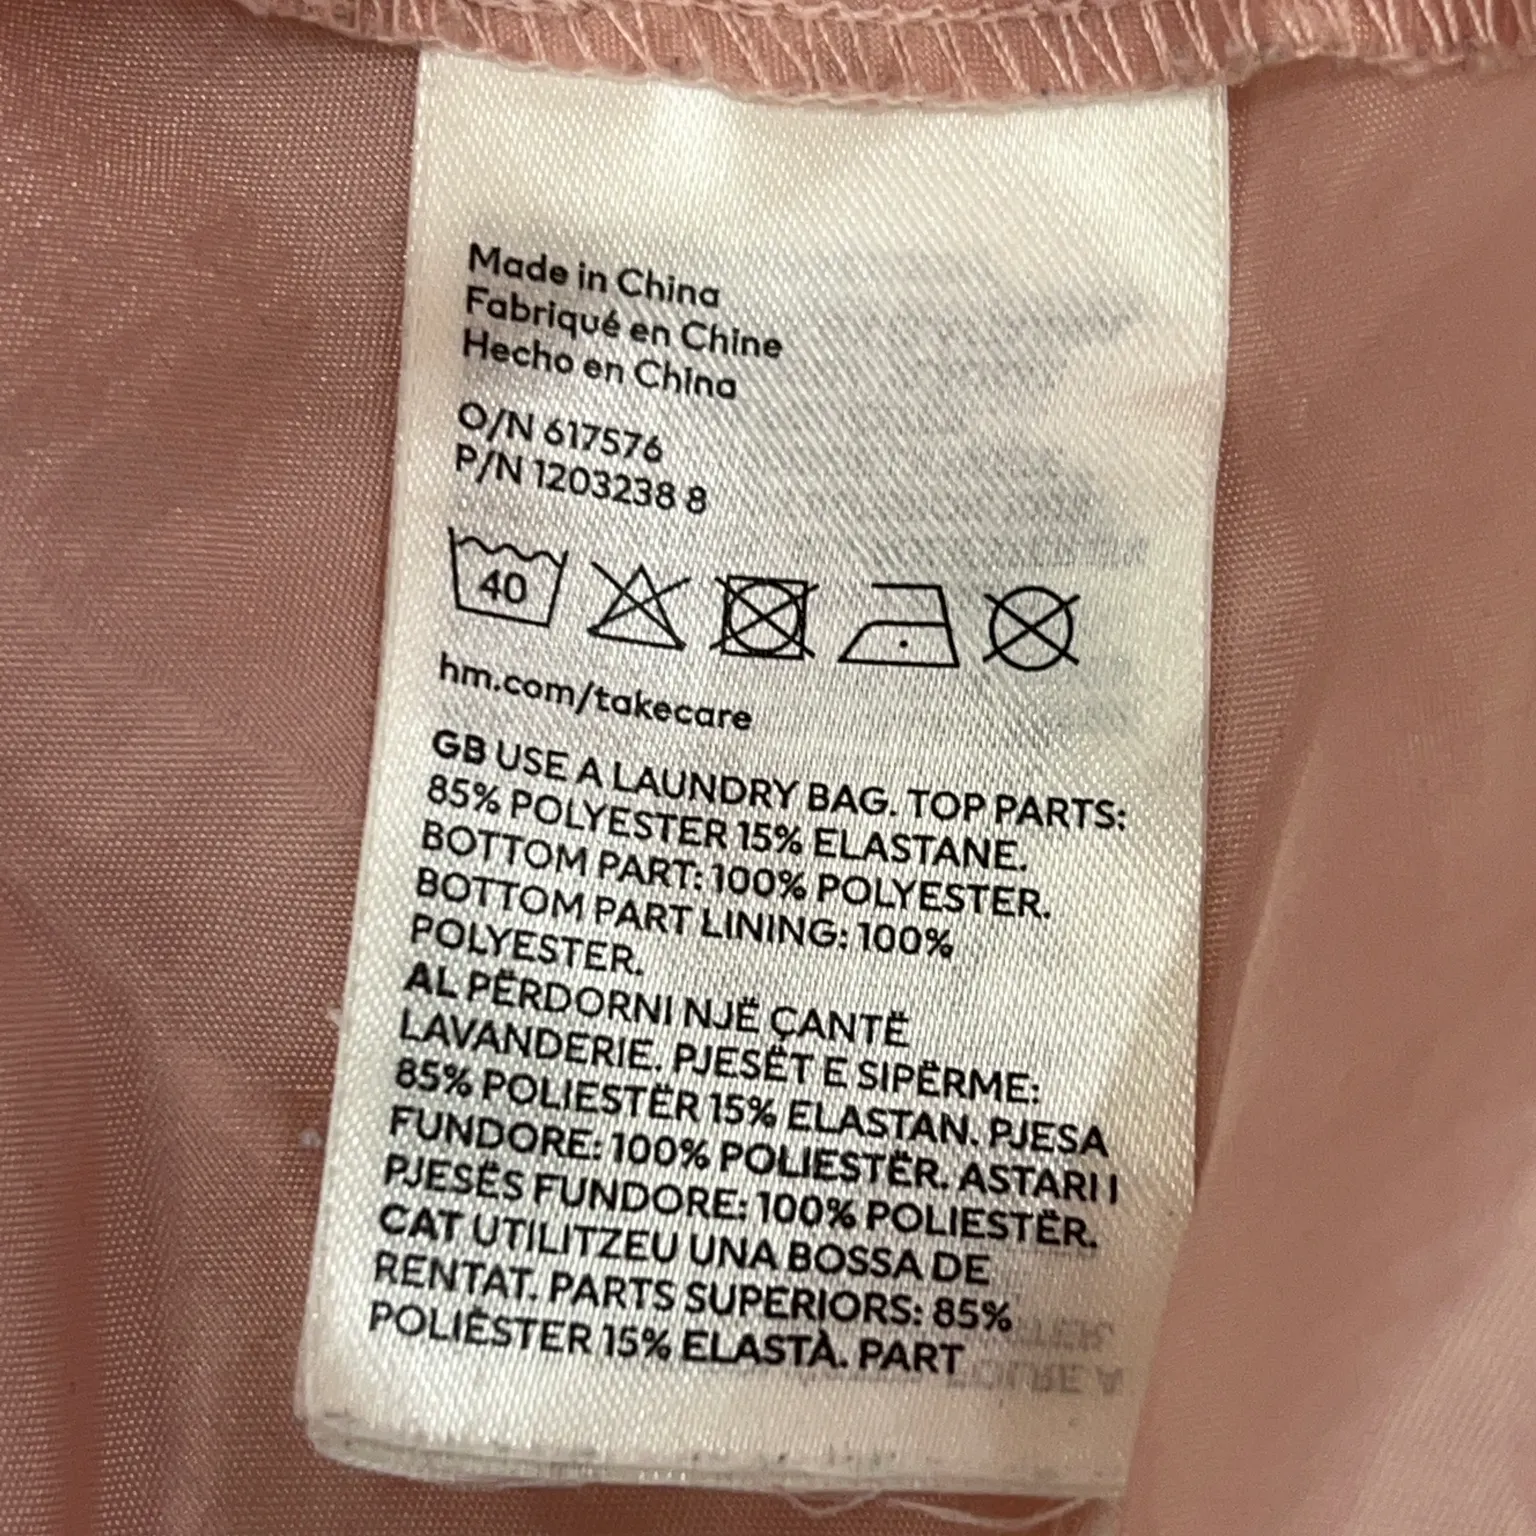 Made in China
Fabriqué en Chine
Hecho en China
O/N 617576
P/N 1203238 8
40
hm.com/takecare
GB USE A LAUNDRY BAG. TOP PARTS:
85% POLYESTER 15% ELASTANE.
BOTTOM PART: 100% POLYESTER.
BOTTOM PART LINING: 100%
POLYESTER.
AL PËRDORNI NJË ÇANTË
LAVANDERIE. PJESËT E SIPËRME:
85% POLIESTËR 15% ELASTAN. PJESA
FUNDORE: 100% POLIESTËR. ASTARI I
PJESËS FUNDORE: 100% POLIESTËR.
CAT UTILITZEU UNA BOSSA DE
RENTAT. PARTS SUPERIORS: 85%
POLIÈSTER 15% ELASTÀ. PART